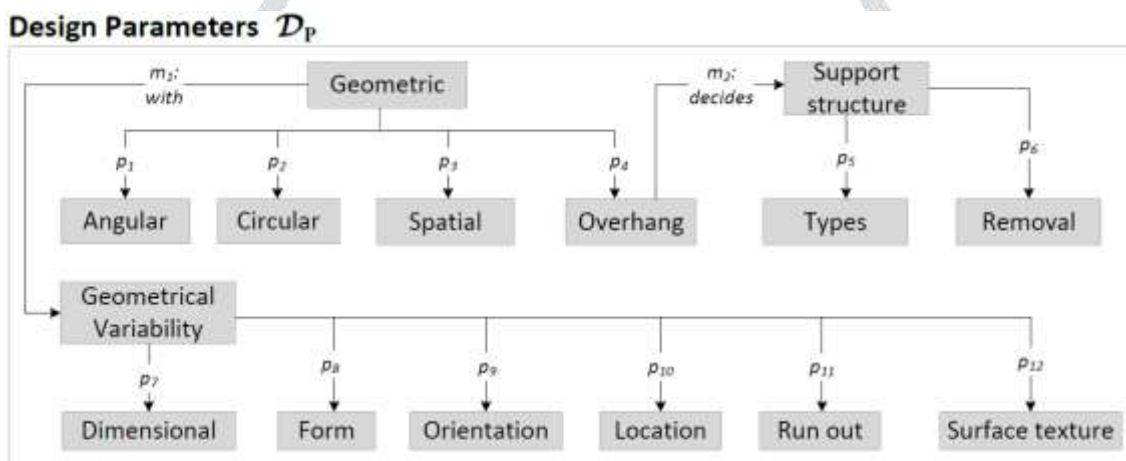 Design Parameters 𝒟P
m1:
with
Geometric
m2:
decides
Support
structure
p1
p2
p3
p4
p5
p6
Angular
Circular
Spatial
Overhang
Types
Removal
Geometrical
Variability
p7
p8
p9
p10
p11
p12
Dimensional
Form
Orientation
Location
Run out
Surface texture